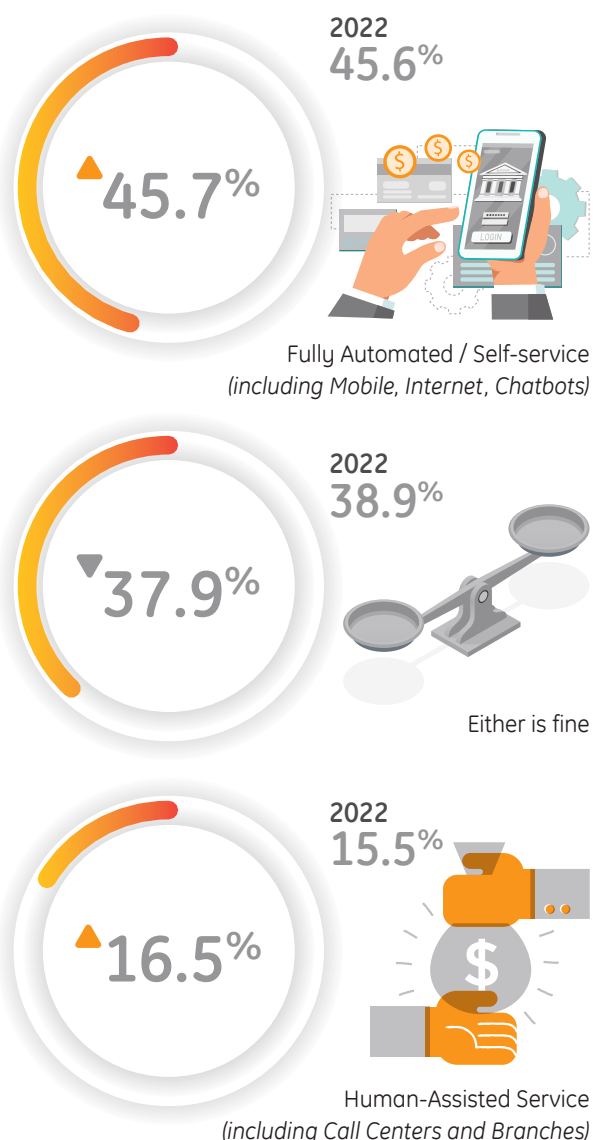 2022
45.6%
$
$
$
45.7%
LOGIN
Fully Automated / Self-service
(including Mobile, Internet, Chatbots)
2022
38.9%
37.9%
Either is fine
2022
15.5%
$
16.5%
Human-Assisted Service
(including Call Centers and Branches)